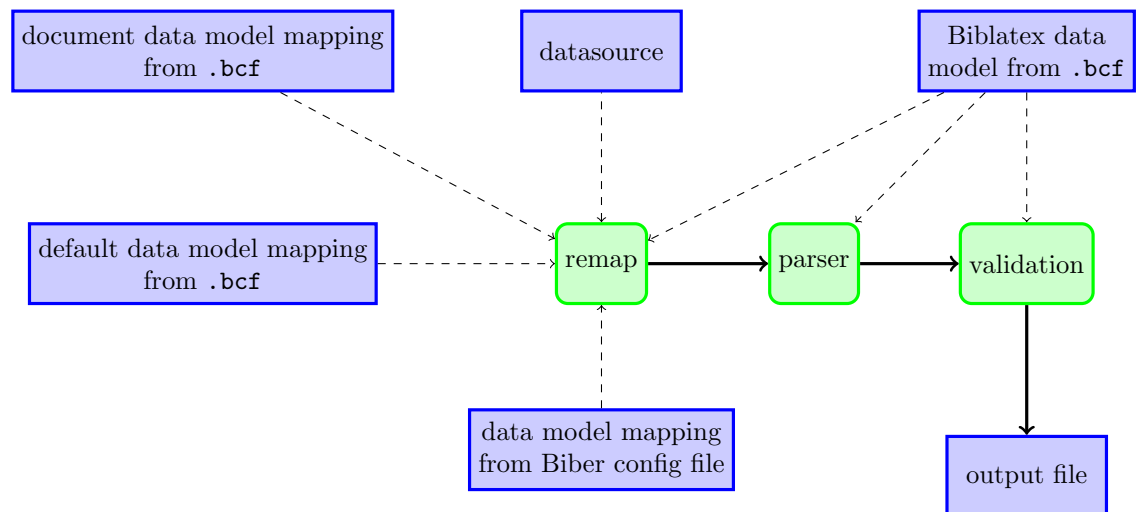 document data model mapping
from .bcf
datasource
Biblatex data
model from .bcf
default data model mapping
from .bcf
remap
parser
validation
data model mapping
from Biber config file
output file